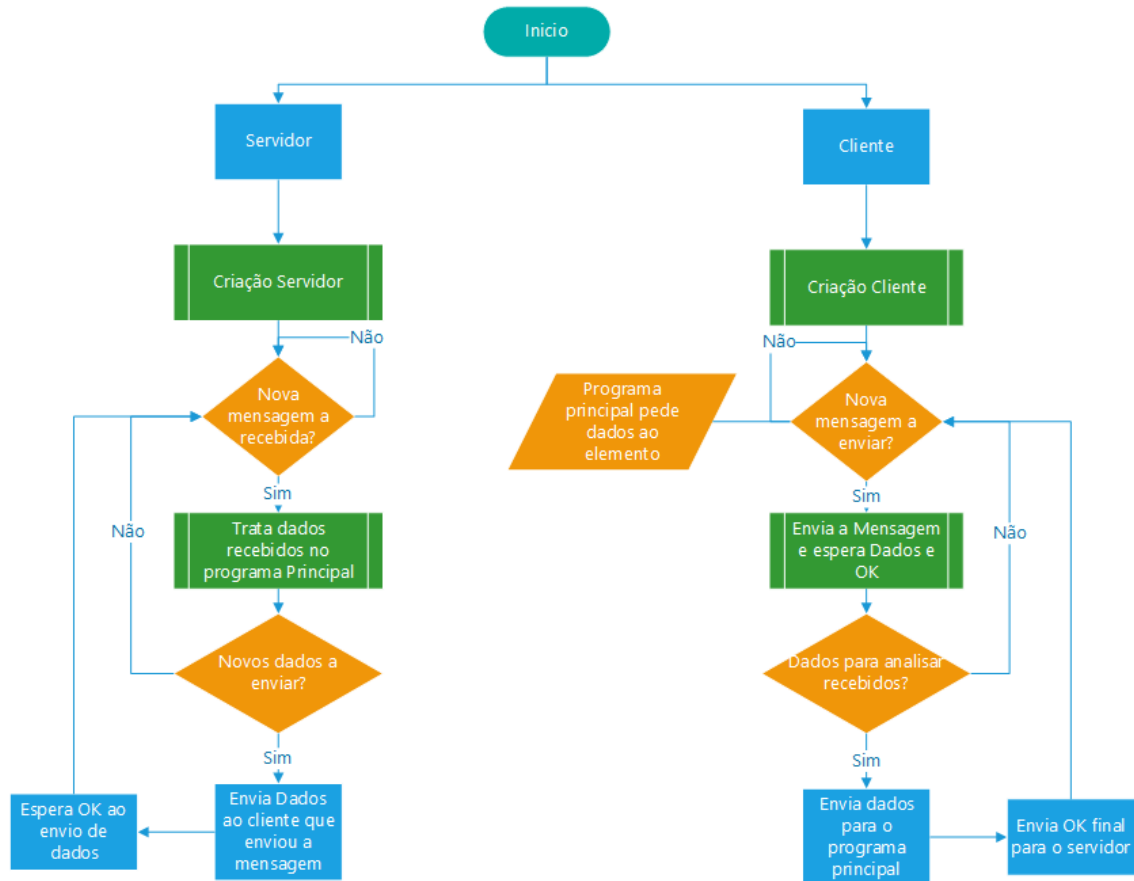 Inicio
Servidor
Cliente
Criação Servidor
Criação Cliente
Não
Não
Nova
mensagem a
recebida?
Programa
principal pede
dados ao
elemento
Nova
mensagem a
enviar?
Sim
Sim
Não
Trata dados
recebidos no
programa Principal
Envia a Mensagem
e espera Dados e
OK
Não
Novos dados a
enviar?
Dados para analisar
recebidos?
Sim
Sim
Espera OK ao
envio de
dados
Envia Dados
ao cliente que
enviou a
mensagem
Envia dados
para o
programa
principal
Envia OK final
para o servidor